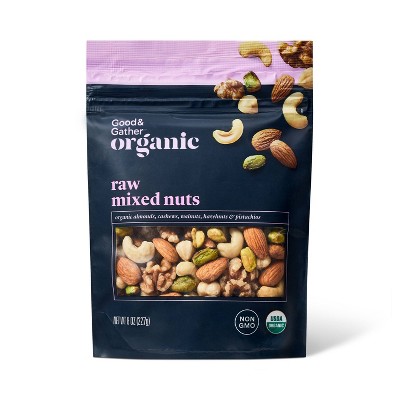 Good &
Gather
organic
raw
mixed nuts
organic almonds, cashews, walnuts, hazelnuts & pistachios
NET WT 8 OZ (227g)
NON
GMO
USDA
ORGANIC